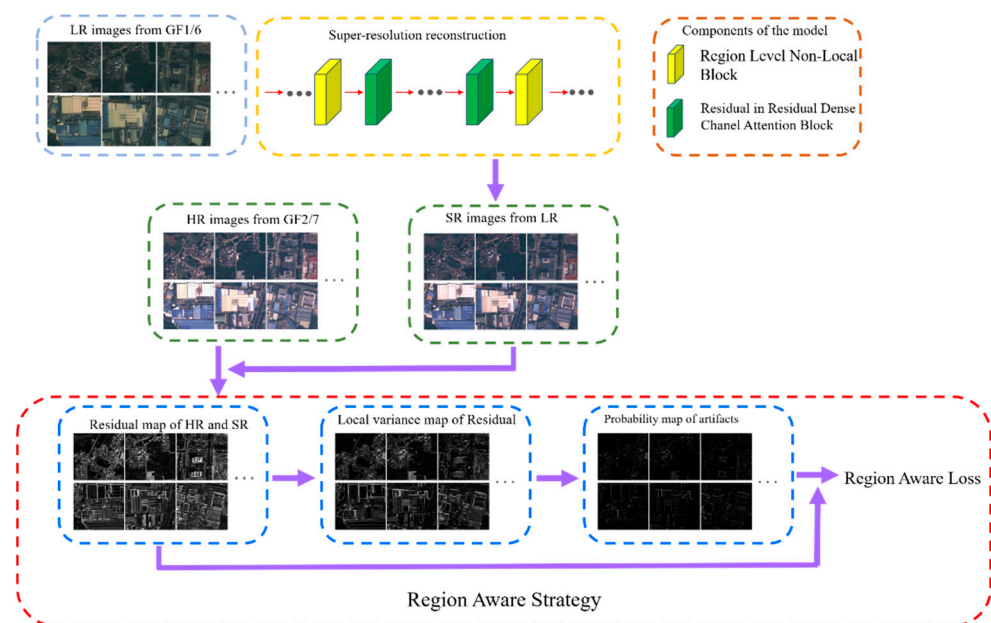 LR images from GF1/6
Super-resolution reconstruction
Components of the model
Region Level Non-Local
Block
Residual in Residual Dense
Chanel Attention Block
HR images from GF2/7
SR images from LR
Residual map of HR and SR
Local variance map of Residual
Probability map of artifacts
Region Aware Loss
Region Aware Strategy